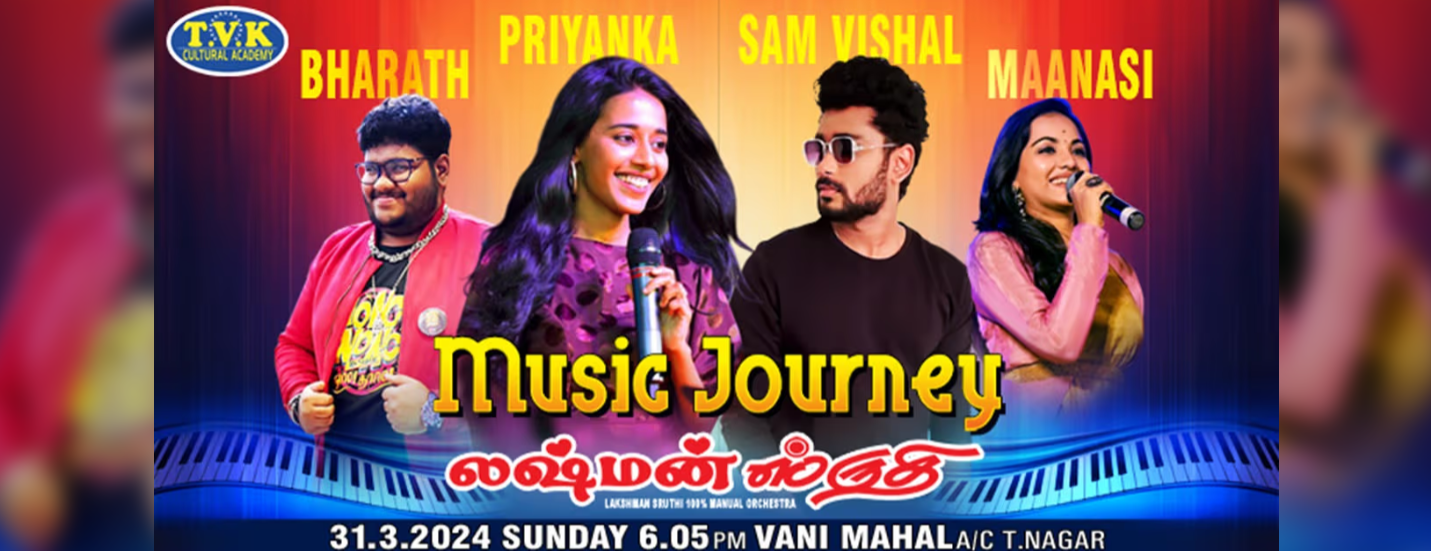 T.V.K
CULTURAL ACADEMY
BHARATH
PRIYANKA
SAM VISHAL
MAANASI
Music Journey
லஷ்மன் ஸ்ருதி
LAKSHMAN SRUTHI 100% MANUAL ORCHESTRA
31.3.2024 SUNDAY 6.05PM VANI MAHAL A/C T.NAGAR